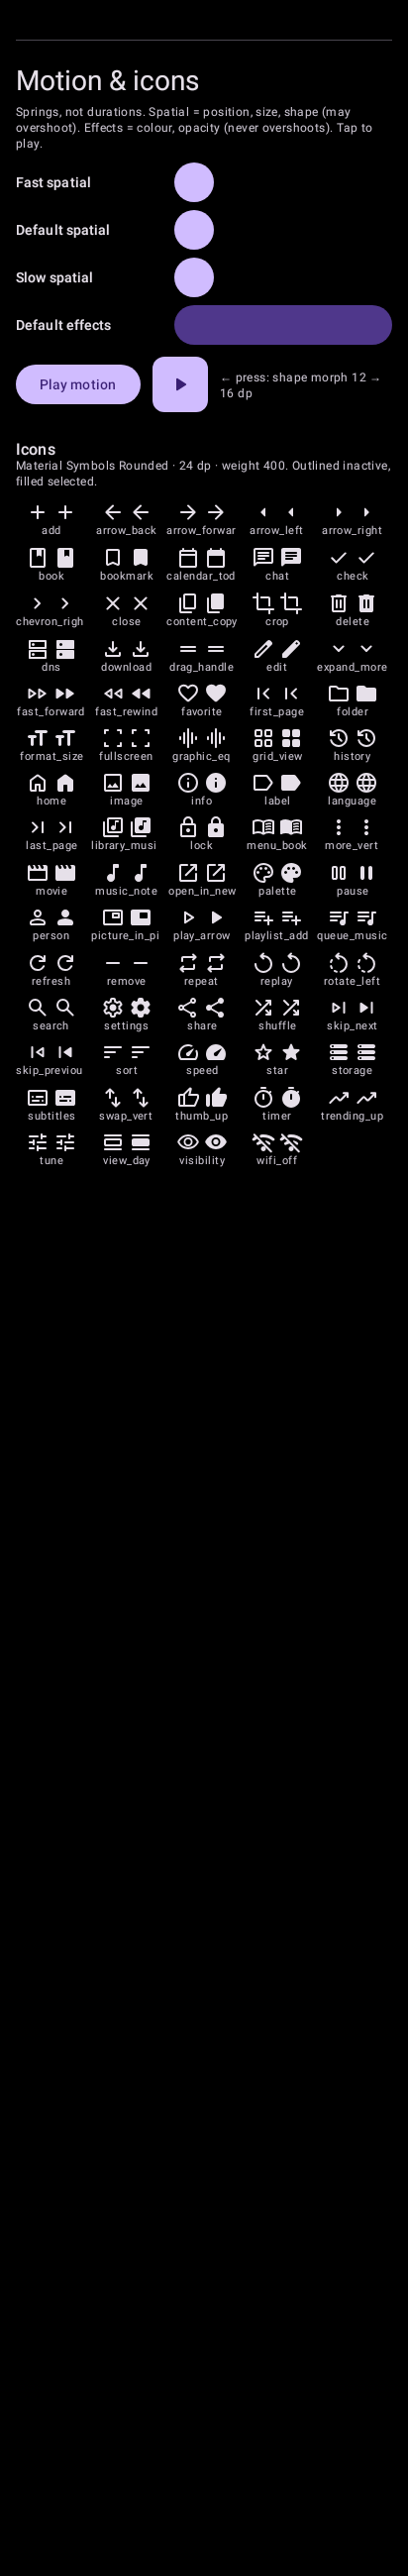 Motion & icons
Springs, not durations. Spatial = position, size, shape (may
overshoot). Effects = colour, opacity (never overshoots). Tap to
play.
Fast spatial
Default spatial
Slow spatial
Default effects
Play motion
← press: shape morph 12 →
16 dp
Icons
Material Symbols Rounded · 24 dp · weight 400. Outlined inactive,
filled selected.
add arrow_back arrow_forwar arrow_left arrow_right
book bookmark calendar_tod chat check
chevron_righ close content_copy crop delete
dns download drag_handle edit expand_more
fast_forward fast_rewind favorite first_page folder
format_size fullscreen graphic_eq grid_view history
home image info label language
last_page library_musi lock menu_book more_vert
movie music_note open_in_new palette pause
person picture_in_pi play_arrow playlist_add queue_music
refresh remove repeat replay rotate_left
search settings share shuffle skip_next
skip_previou sort speed star storage
subtitles swap_vert thumb_up timer trending_up
tune view_day visibility wifi_off